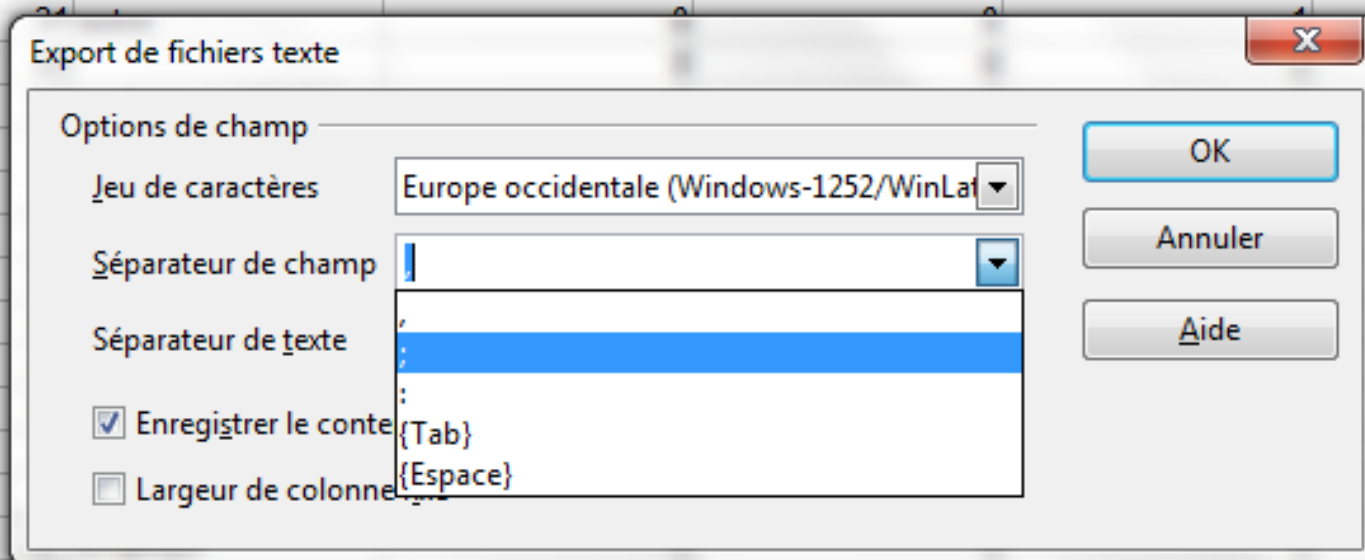 Export de fichiers texte
Options de champ
OK
Jeu de caractères
Europe occidentale (Windows-1252/WinLat
Annuler
Séparateur de champ
,
,
Aide
Séparateur de texte
;
:
Enregistrer le conte
{Tab}
{Espace}
Largeur de colonne